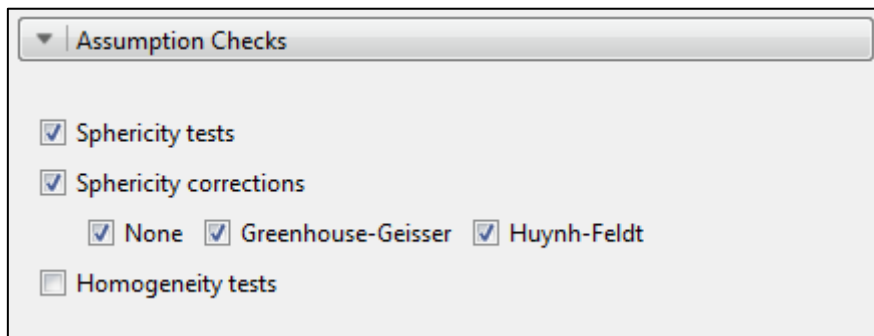 Assumption Checks
Sphericity tests
Sphericity corrections
None Greenhouse-Geisser Huynh-Feldt
Homogeneity tests